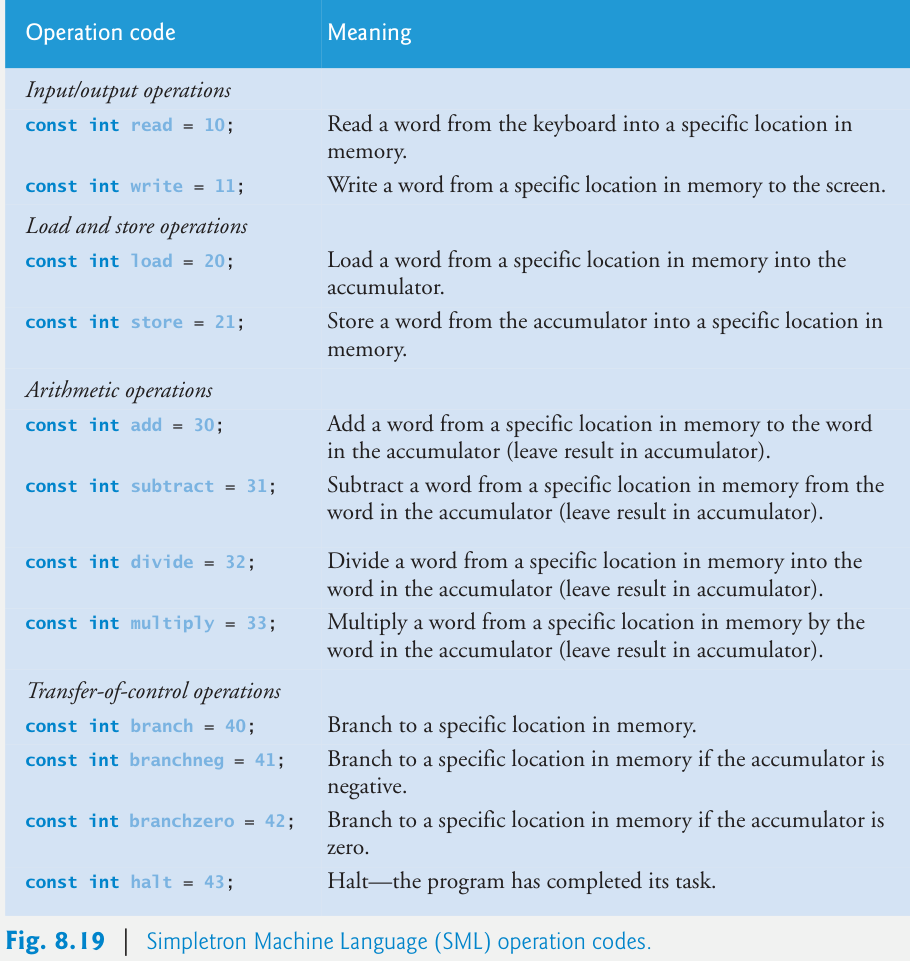 Operation code Meaning
Input/output operations
const int read = 10; Read a word from the keyboard into a specific location in
memory.
const int write = 11; Write a word from a specific location in memory to the screen.
Load and store operations
const int load = 20; Load a word from a specific location in memory into the
accumulator.
const int store = 21; Store a word from the accumulator into a specific location in
memory.
Arithmetic operations
const int add = 30; Add a word from a specific location in memory to the word
in the accumulator (leave result in accumulator).
const int subtract = 31; Subtract a word from a specific location in memory from the
word in the accumulator (leave result in accumulator).
const int divide = 32; Divide a word from a specific location in memory into the
word in the accumulator (leave result in accumulator).
const int multiply = 33; Multiply a word from a specific location in memory by the
word in the accumulator (leave result in accumulator).
Transfer-of-control operations
const int branch = 40; Branch to a specific location in memory.
const int branchneg = 41; Branch to a specific location in memory if the accumulator is
negative.
const int branchzero = 42; Branch to a specific location in memory if the accumulator is
zero.
const int halt = 43; Halt—the program has completed its task.
Fig. 8.19 | Simpletron Machine Language (SML) operation codes.